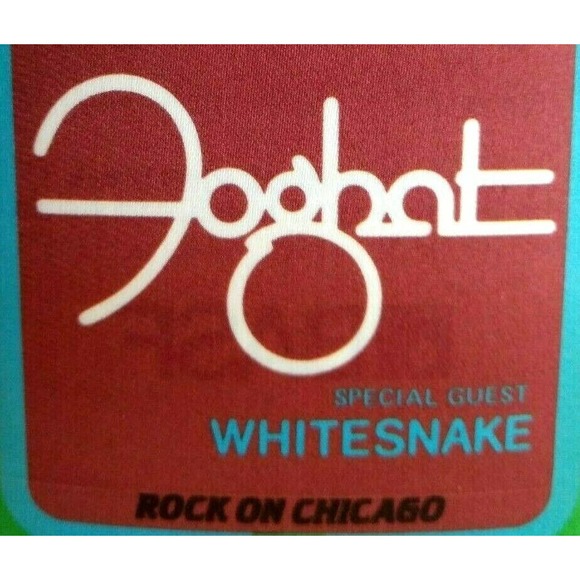 Foghat
SPECIAL GUEST
WHITESNAKE
ROCK ON CHICAGO